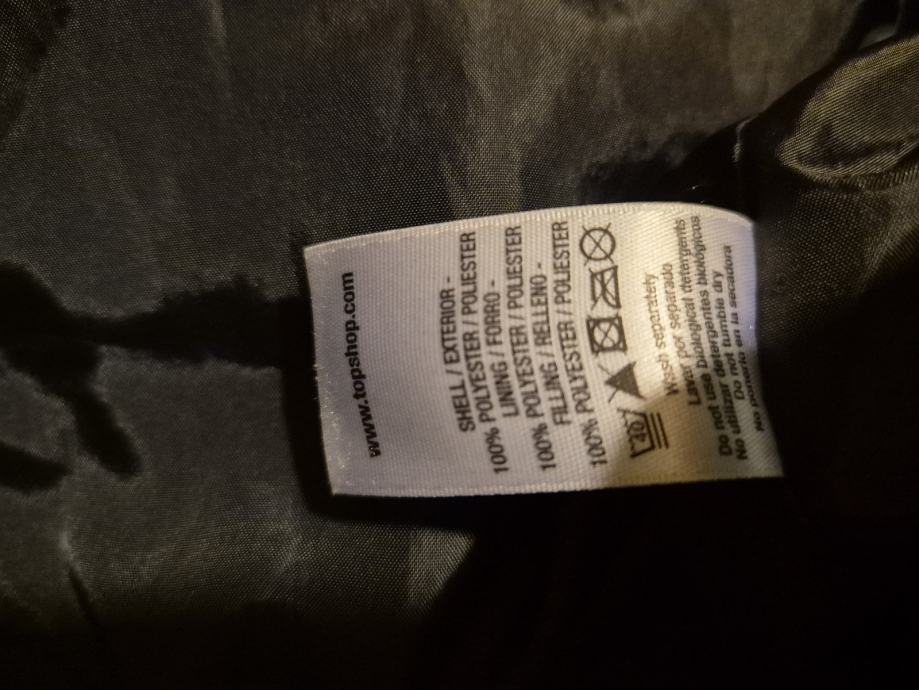 www.topshop.com
SHELL / EXTERIOR -
100% POLYESTER / POLIESTER
LINING / FORRO -
100% POLYESTER / POLIESTER
FILLING / RELLENO -
100% POLYESTER / POLIESTER
40
Wash separately
Lavar por separado
Do not use biological detergents
No utilizar detergentes biológicos
Do not tumble dry
No ponerlo en la secadora